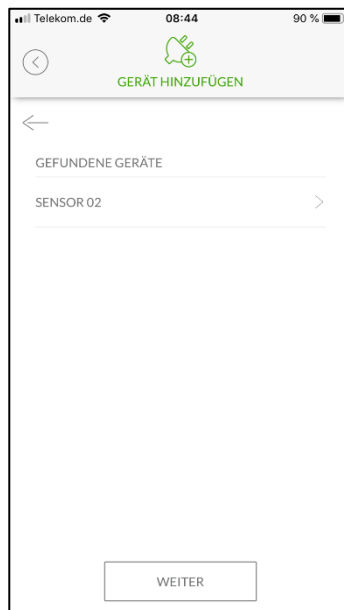 Telekom.de 08:44 90 %
GERÄT HINZUFÜGEN
GEFUNDENE GERÄTE
SENSOR 02
WEITER